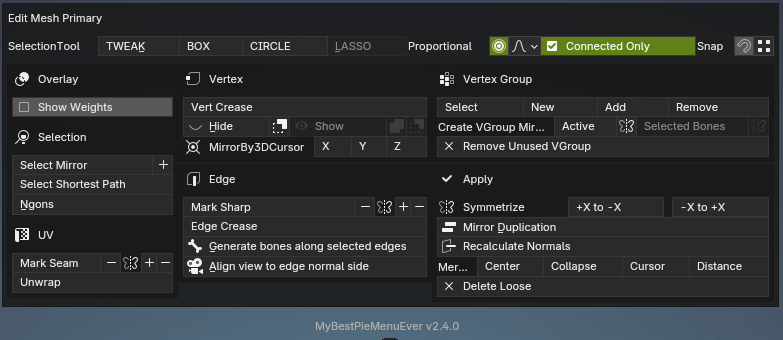 Edit Mesh Primary
SelectionTool TWEAK BOX CIRCLE LASSO Proportional Connected Only Snap
Overlay
Show Weights
Selection
Select Mirror +
Select Shortest Path
Ngons
UV
Mark Seam − + −
Unwrap
Vertex
Vert Crease
Hide Show
MirrorBy3DCursor X Y Z
Edge
Mark Sharp − + −
Edge Crease
Generate bones along selected edges
Align view to edge normal side
Vertex Group
Select New Add Remove
Create VGroup Mir... Active Selected Bones
Remove Unused VGroup
Apply
Symmetrize +X to -X -X to +X
Mirror Duplication
Recalculate Normals
Mer... Center Collapse Cursor Distance
Delete Loose
MyBestPieMenuEver v2.4.0